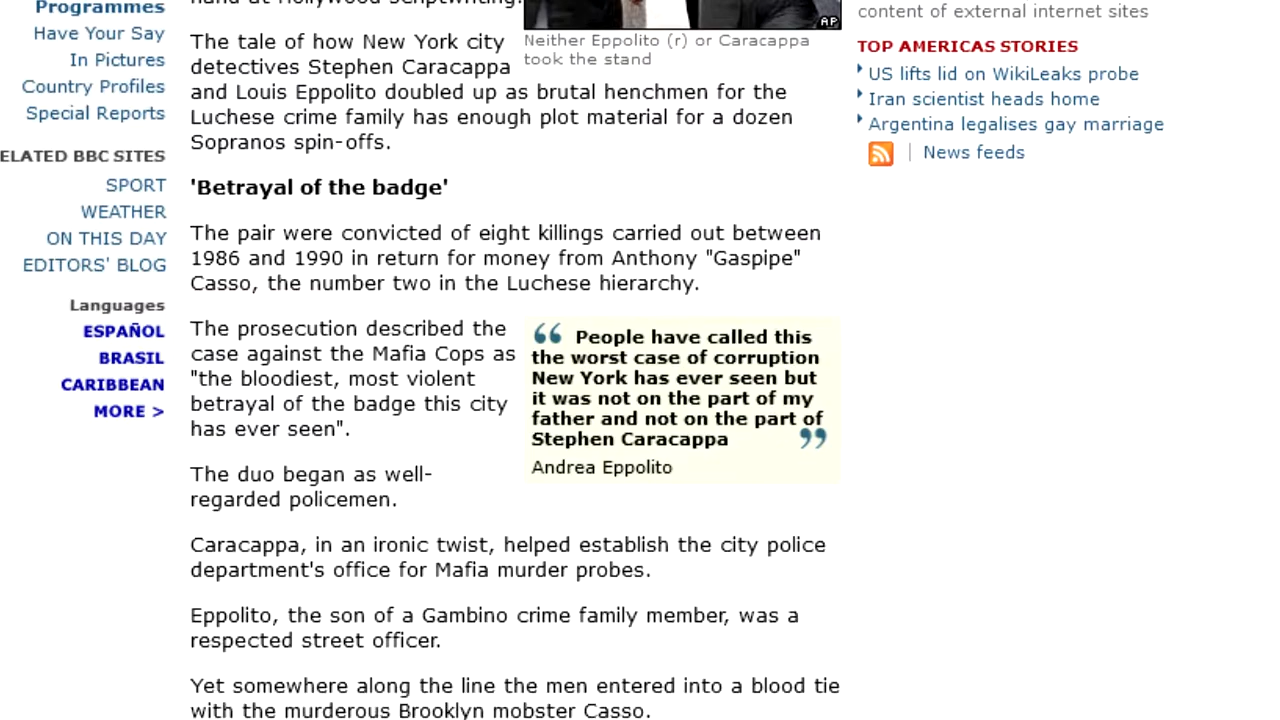 Programmes
Have Your Say
In Pictures
Country Profiles
Special Reports
ELATED BBC SITES
SPORT
WEATHER
ON THIS DAY
EDITORS' BLOG
Languages
ESPAÑOL
BRASIL
CARIBBEAN
MORE >
hand at Hollywood scriptwriting.
AP
Neither Eppolito (r) or Caracappa
took the stand
The tale of how New York city
detectives Stephen Caracappa
and Louis Eppolito doubled up as brutal henchmen for the
Luchese crime family has enough plot material for a dozen
Sopranos spin-offs.
'Betrayal of the badge'
The pair were convicted of eight killings carried out between
1986 and 1990 in return for money from Anthony "Gaspipe"
Casso, the number two in the Luchese hierarchy.
The prosecution described the
case against the Mafia Cops as
"the bloodiest, most violent
betrayal of the badge this city
has ever seen".
“ People have called this
the worst case of corruption
New York has ever seen but
it was not on the part of my
father and not on the part of
Stephen Caracappa ”
Andrea Eppolito
The duo began as well-
regarded policemen.
Caracappa, in an ironic twist, helped establish the city police
department's office for Mafia murder probes.
Eppolito, the son of a Gambino crime family member, was a
respected street officer.
Yet somewhere along the line the men entered into a blood tie
with the murderous Brooklyn mobster Casso.
content of external internet sites
TOP AMERICAS STORIES
US lifts lid on WikiLeaks probe
Iran scientist heads home
Argentina legalises gay marriage
| News feeds